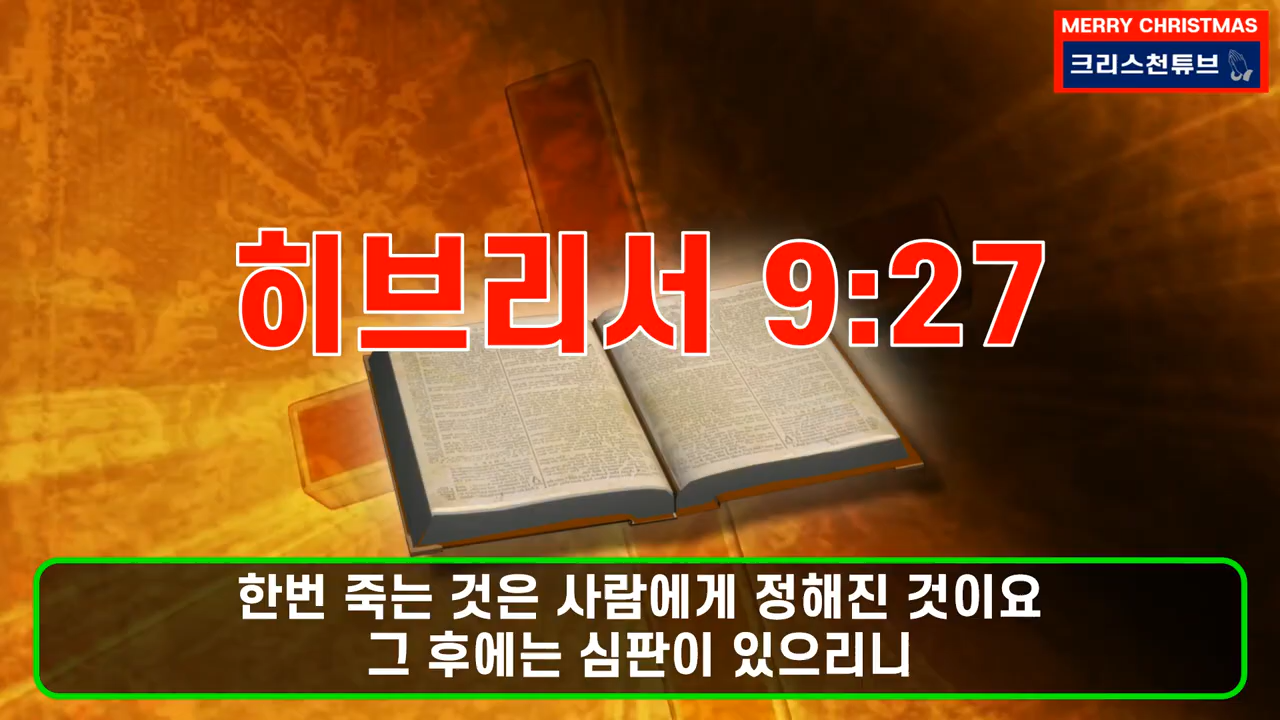 MERRY CHRISTMAS
크리스천튜브
히브리서 9:27
한번 죽는 것은 사람에게 정해진 것이요
그 후에는 심판이 있으리니